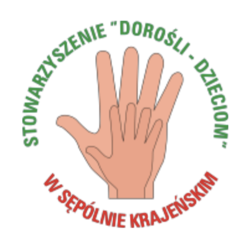 STOWARZYSZENIE "DOROŚLI - DZIECIOM"
W SĘPÓLNIE KRAJEŃSKIM